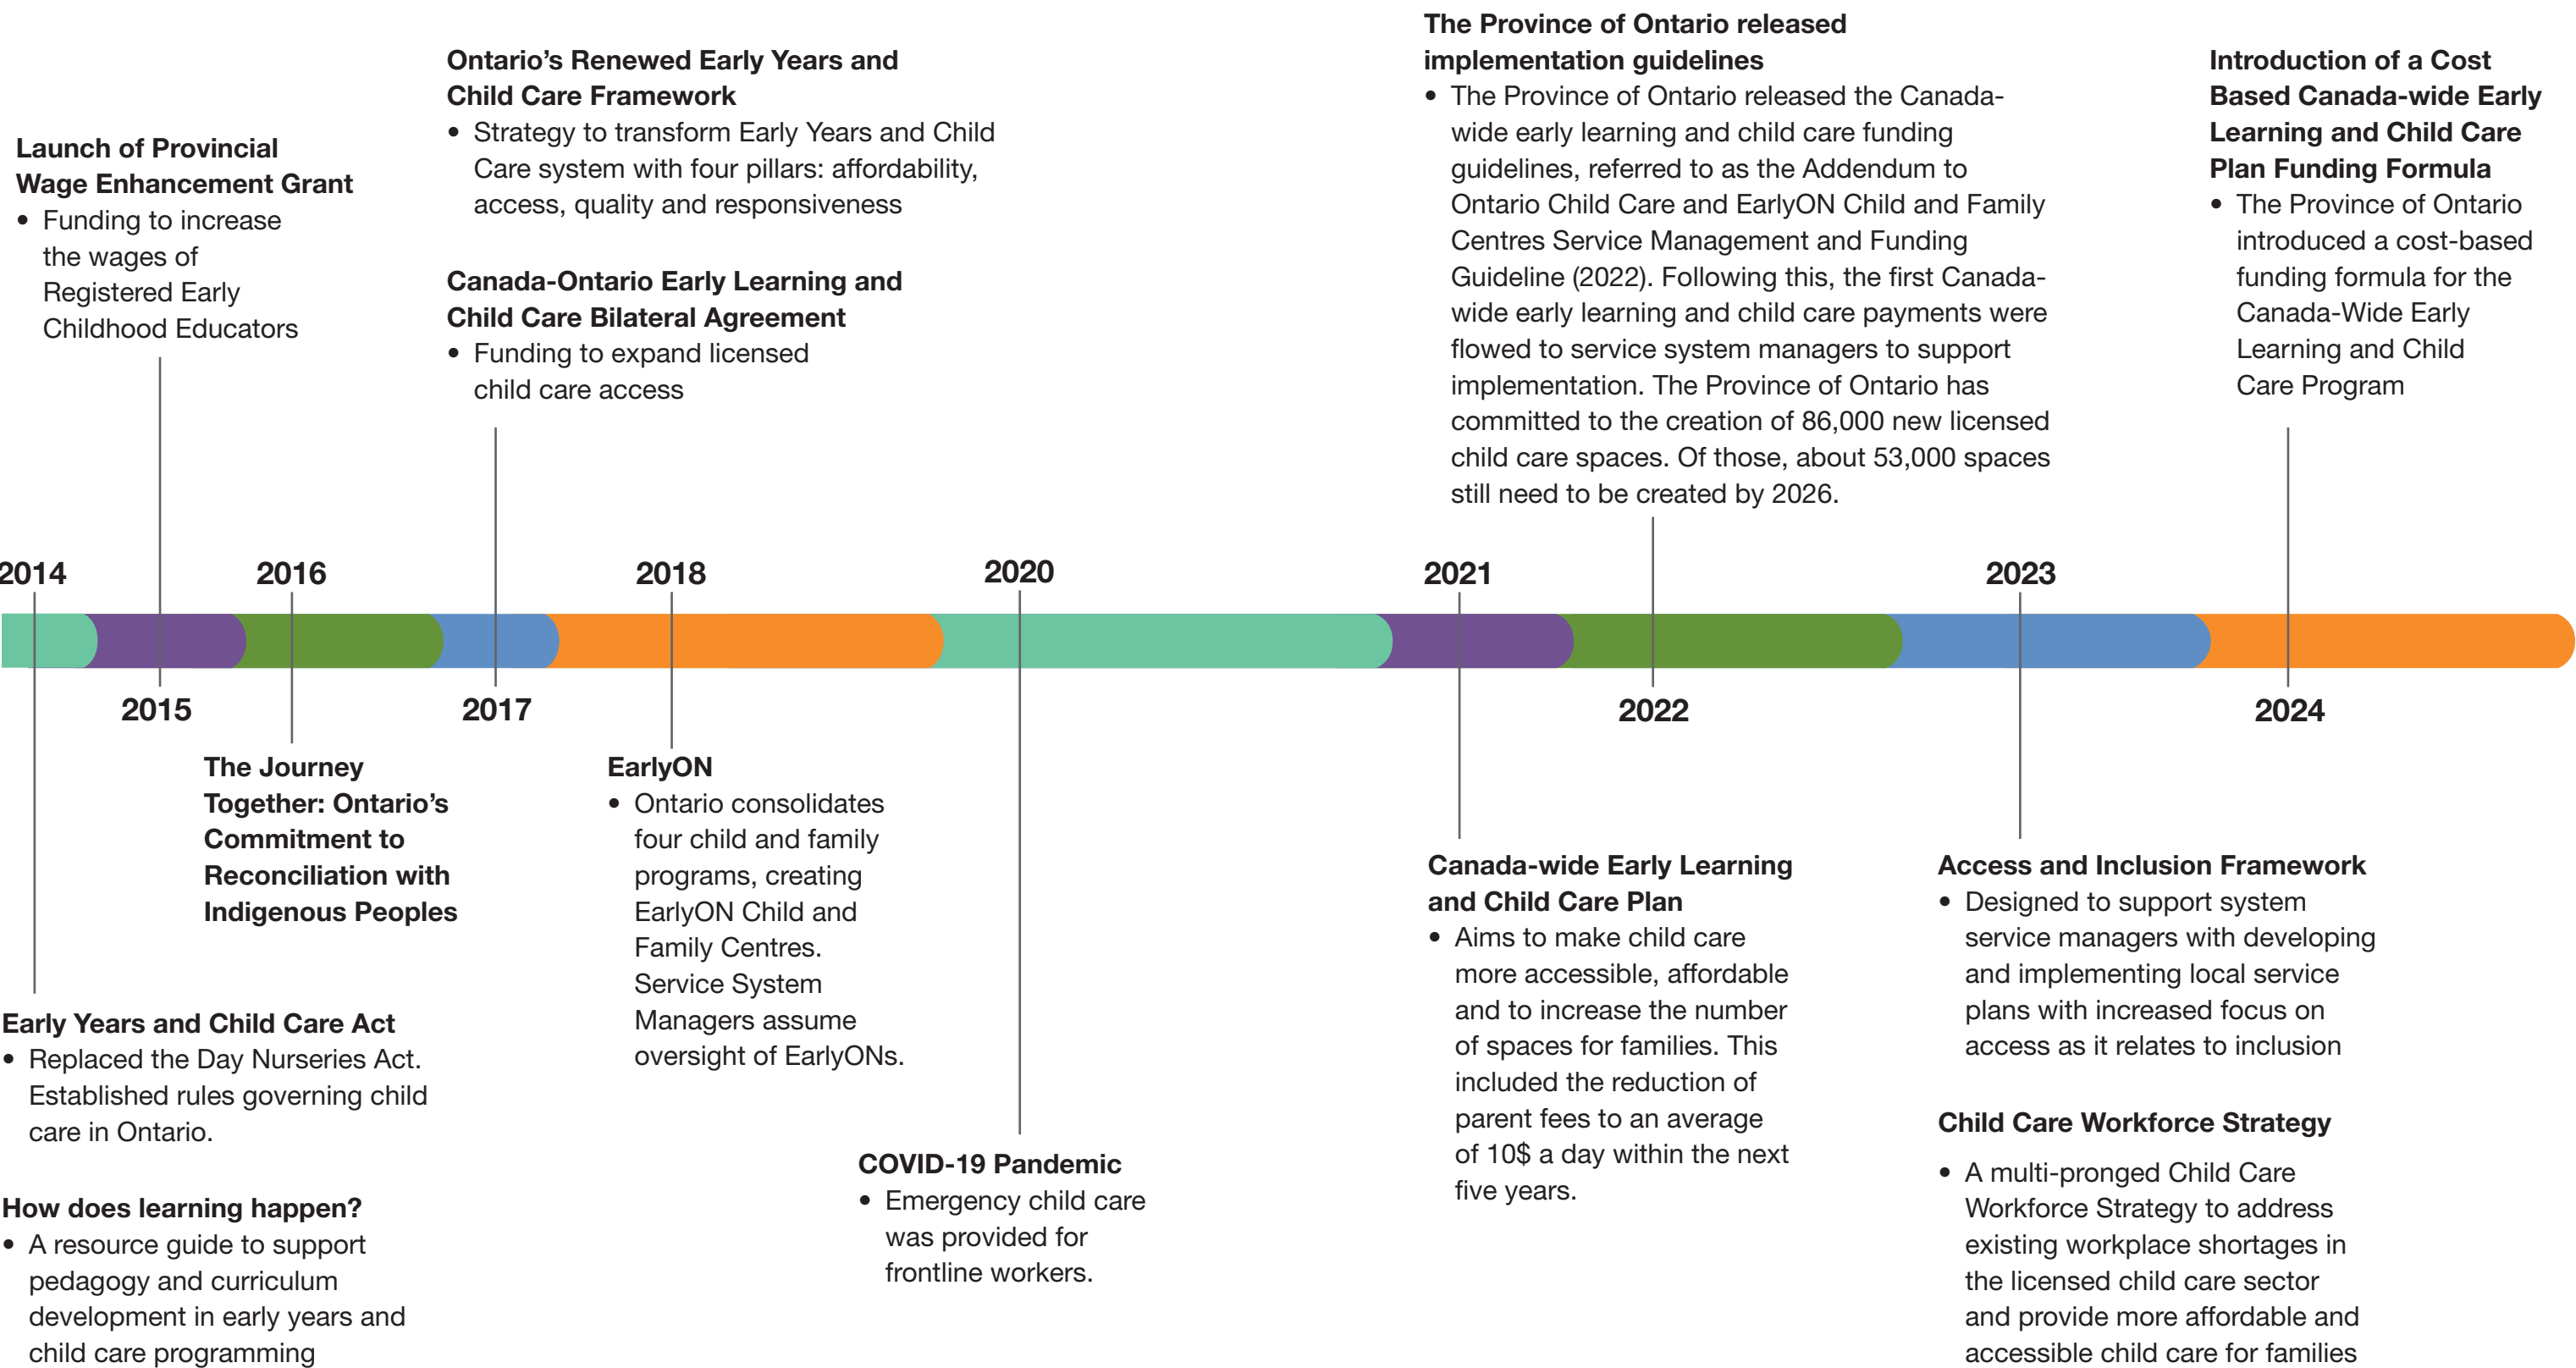 Launch of Provincial
Wage Enhancement Grant
• Funding to increase
the wages of
Registered Early
Childhood Educators
Ontario’s Renewed Early Years and
Child Care Framework
• Strategy to transform Early Years and Child
Care system with four pillars: affordability,
access, quality and responsiveness
Canada-Ontario Early Learning and
Child Care Bilateral Agreement
• Funding to expand licensed
child care access
The Province of Ontario released
implementation guidelines
• The Province of Ontario released the Canada-
wide early learning and child care funding
guidelines, referred to as the Addendum to
Ontario Child Care and EarlyON Child and Family
Centres Service Management and Funding
Guideline (2022). Following this, the first Canada-
wide early learning and child care payments were
flowed to service system managers to support
implementation. The Province of Ontario has
committed to the creation of 86,000 new licensed
child care spaces. Of those, about 53,000 spaces
still need to be created by 2026.
Introduction of a Cost
Based Canada-wide Early
Learning and Child Care
Plan Funding Formula
• The Province of Ontario
introduced a cost-based
funding formula for the
Canada-Wide Early
Learning and Child
Care Program
2014
2016
2018
2020
2021
2023
2015
2017
2022
2024
Early Years and Child Care Act
• Replaced the Day Nurseries Act.
Established rules governing child
care in Ontario.
How does learning happen?
• A resource guide to support
pedagogy and curriculum
development in early years and
child care programming
The Journey
Together: Ontario’s
Commitment to
Reconciliation with
Indigenous Peoples
EarlyON
• Ontario consolidates
four child and family
programs, creating
EarlyON Child and
Family Centres.
Service System
Managers assume
oversight of EarlyONs.
COVID-19 Pandemic
• Emergency child care
was provided for
frontline workers.
Canada-wide Early Learning
and Child Care Plan
• Aims to make child care
more accessible, affordable
and to increase the number
of spaces for families. This
included the reduction of
parent fees to an average
of 10$ a day within the next
five years.
Access and Inclusion Framework
• Designed to support system
service managers with developing
and implementing local service
plans with increased focus on
access as it relates to inclusion
Child Care Workforce Strategy
• A multi-pronged Child Care
Workforce Strategy to address
existing workplace shortages in
the licensed child care sector
and provide more affordable and
accessible child care for families